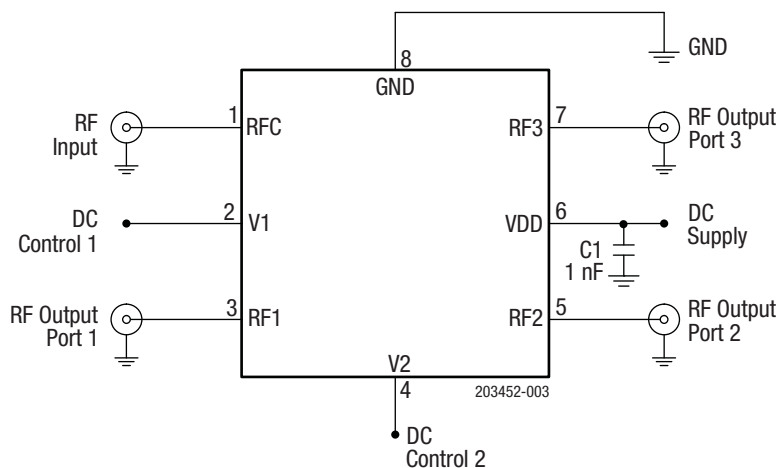 GND
8
GND
RF
Input
1
RFC
RF3
7
RF Output
Port 3
DC
Control 1
2
V1
VDD
6
C1
1 nF
DC
Supply
RF Output
Port 1
3
RF1
RF2
5
RF Output
Port 2
V2
4
203452-003
DC
Control 2